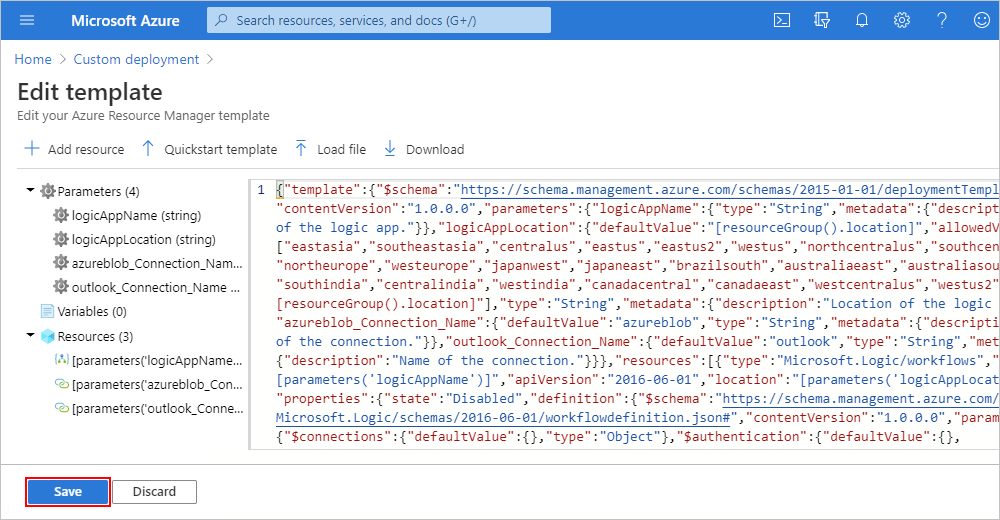 Microsoft Azure
Search resources, services, and docs (G+/)
Home > Custom deployment >
Edit template
Edit your Azure Resource Manager template
Add resource Quickstart template Load file Download
Parameters (4)
logicAppName (string)
logicAppLocation (string)
azureblob_Connection_Name...
outlook_Connection_Name ...
Variables (0)
Resources (3)
[parameters('logicAppName...
[parameters('azureblob_Con...
[parameters('outlook_Conne...
1 {"template":{"$schema":"https://schema.management.azure.com/schemas/2015-01-01/deploymentTempl
"contentVersion":"1.0.0.0","parameters":{"logicAppName":{"type":"String","metadata":{"descript
of the logic app."}},"logicAppLocation":{"defaultValue":"[resourceGroup().location]","allowedV
["eastasia","southeastasia","centralus","eastus","eastus2","westus","northcentralus","southcen
"northeurope","westeurope","japanwest","japaneast","brazilsouth","australiaeast","australiasou
"southindia","centralindia","westindia","canadacentral","canadaeast","westcentralus","westus2"
[resourceGroup().location]"],"type":"String","metadata":{"description":"Location of the logic
"azureblob_Connection_Name":{"defaultValue":"azureblob","type":"String","metadata":{"descripti
of the connection."}},"outlook_Connection_Name":{"defaultValue":"outlook","type":"String","met
{"description":"Name of the connection."}}},"resources":[{"type":"Microsoft.Logic/workflows",
[parameters('logicAppName')]","apiVersion":"2016-06-01","location":"[parameters('logicAppLocat
"properties":{"state":"Disabled","definition":{"$schema":"https://schema.management.azure.com/
Microsoft.Logic/schemas/2016-06-01/workflowdefinition.json#","contentVersion":"1.0.0.0","param
{"$connections":{"defaultValue":{},"type":"Object"},"$authentication":{"defaultValue":{},
Save Discard